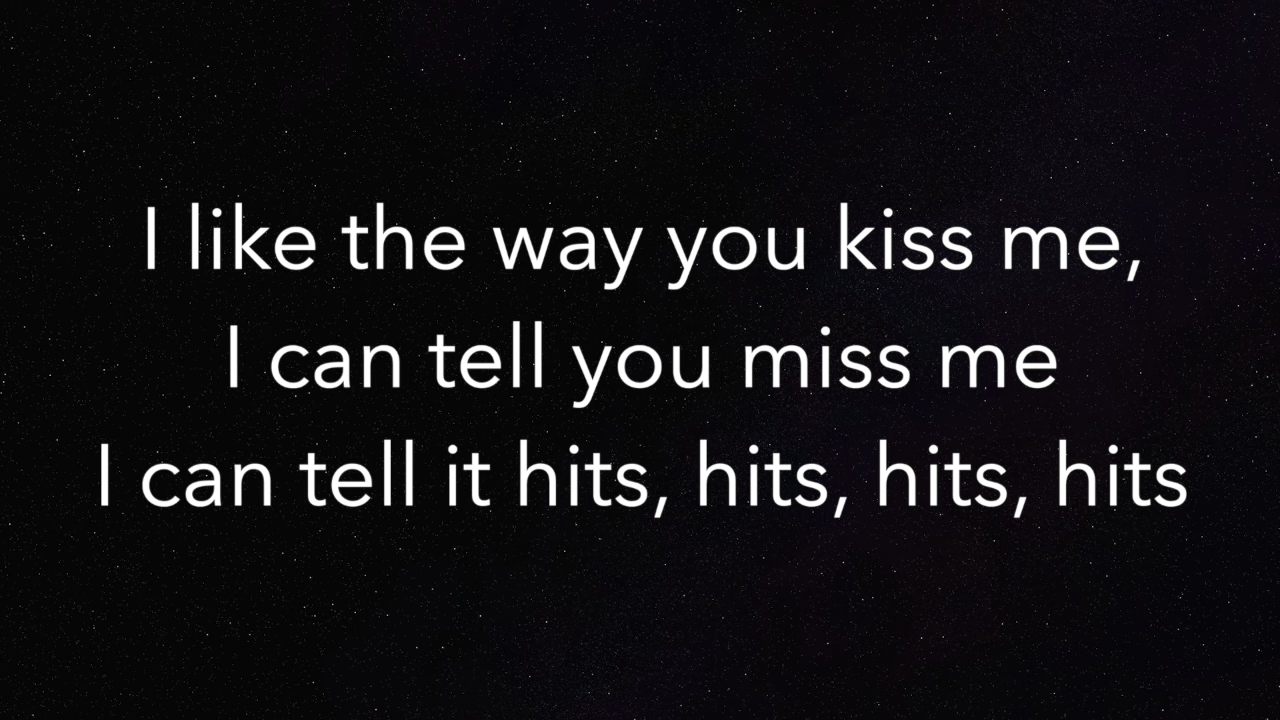 I like the way you kiss me,
I can tell you miss me
I can tell it hits, hits, hits, hits